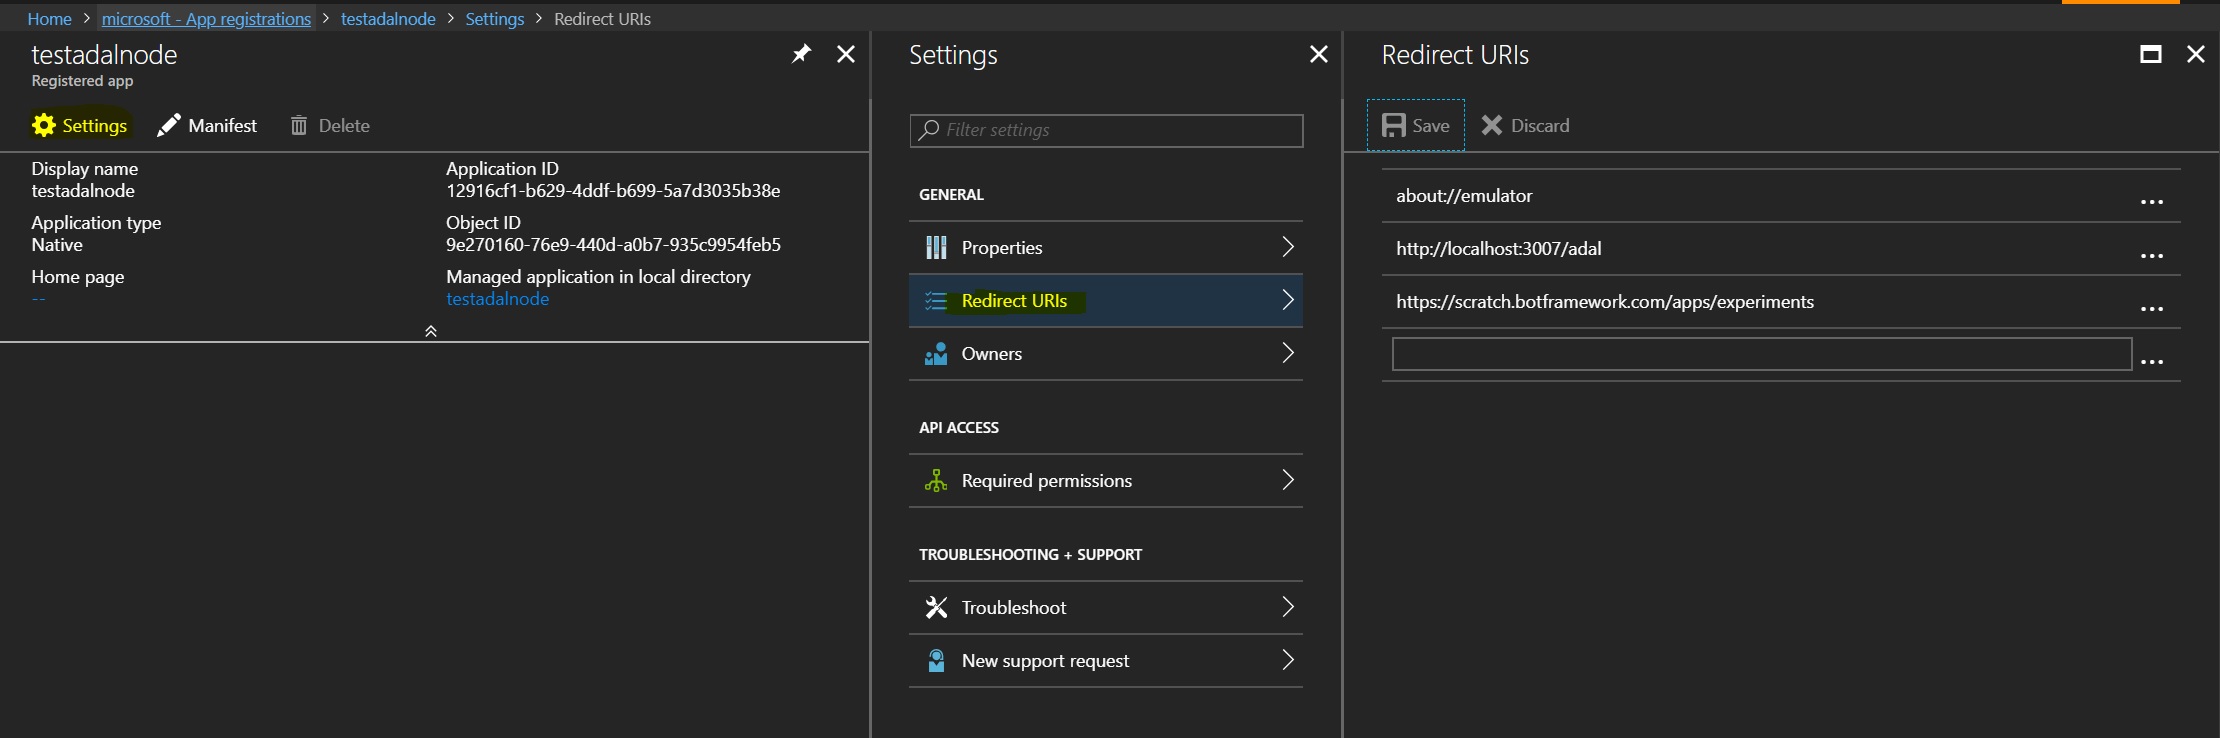 Home > microsoft - App registrations > testadalnode > Settings > Redirect URIs
testadalnode
Registered app
Settings Manifest Delete
Display name
testadalnode
Application type
Native
Home page
--
Application ID
12916cf1-b629-4ddf-b699-5a7d3035b38e
Object ID
9e270160-76e9-440d-a0b7-935c9954feb5
Managed application in local directory
testadalnode
Settings
Filter settings
GENERAL
Properties
Redirect URIs
Owners
API ACCESS
Required permissions
TROUBLESHOOTING + SUPPORT
Troubleshoot
New support request
Redirect URIs
Save Discard
about://emulator
http://localhost:3007/adal
https://scratch.botframework.com/apps/experiments